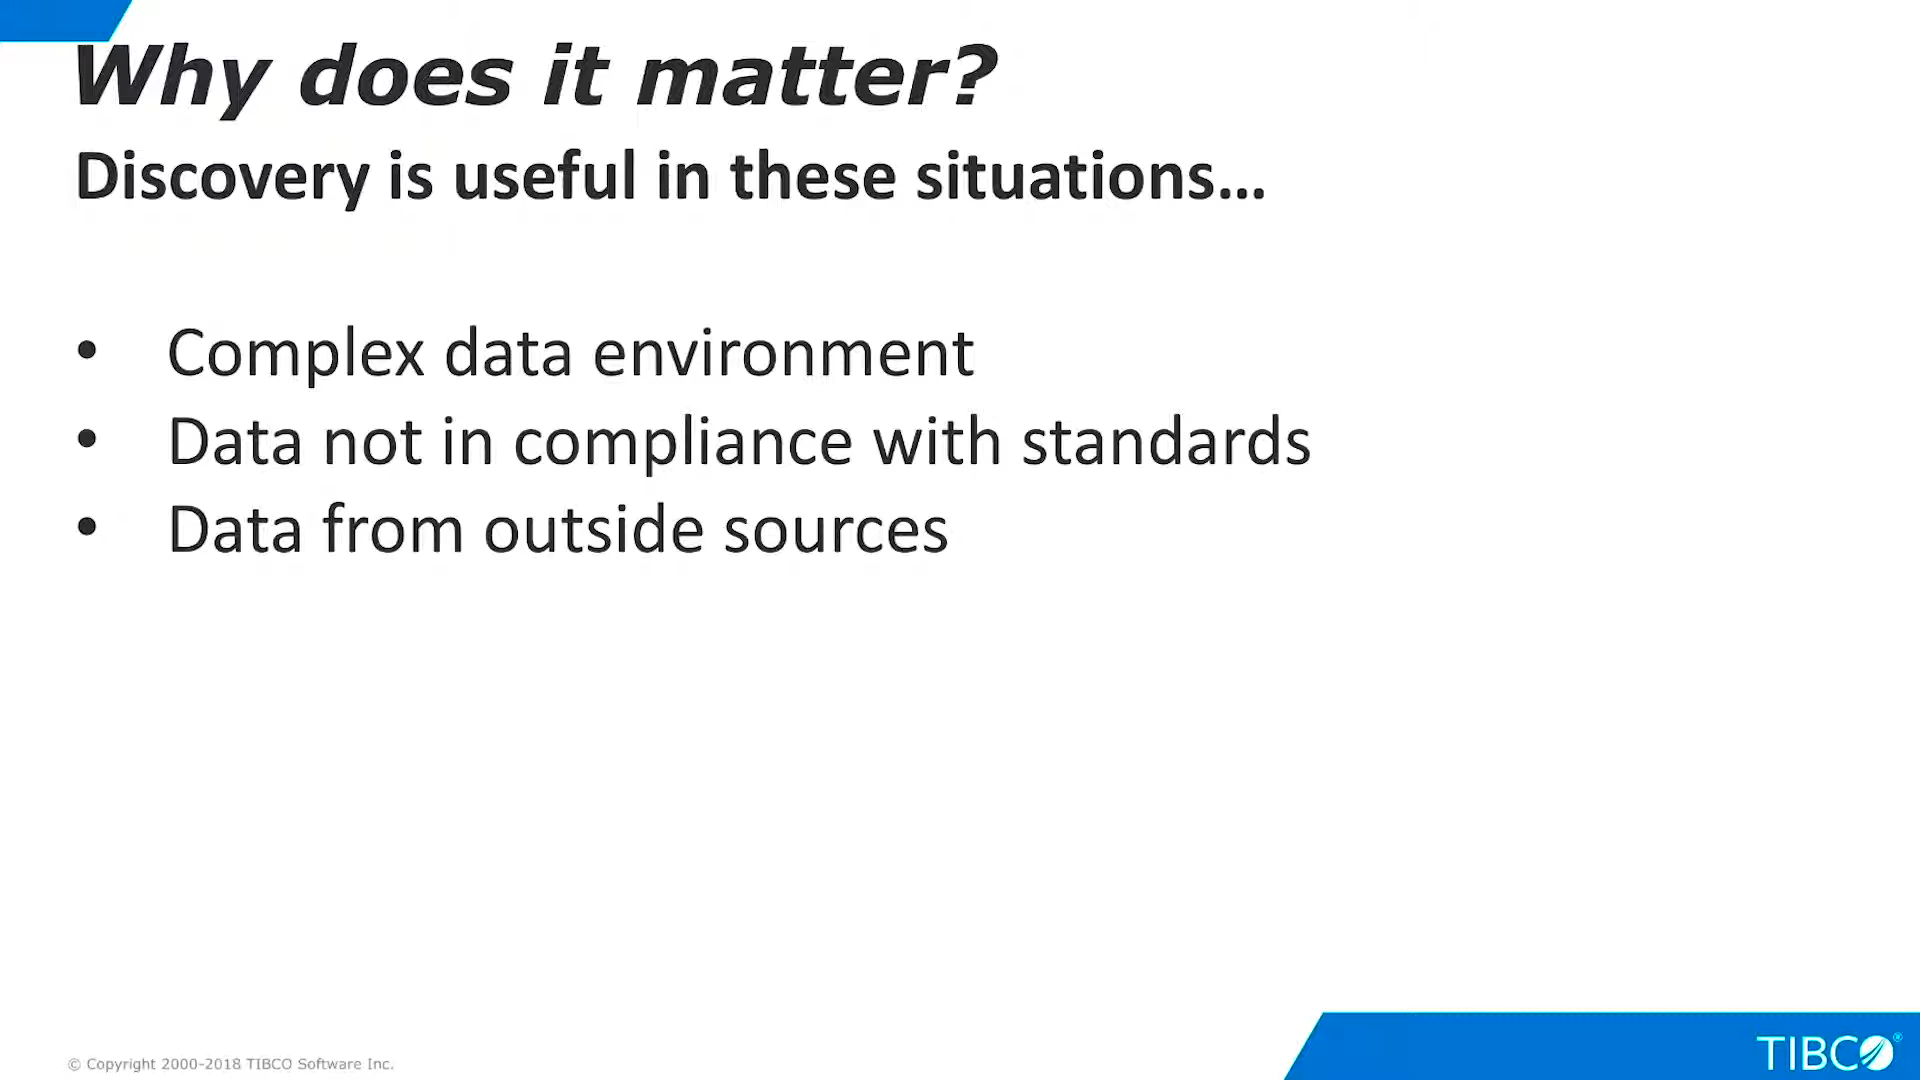 Why does it matter?
Discovery is useful in these situations...
• Complex data environment
• Data not in compliance with standards
• Data from outside sources
© Copyright 2000-2018 TIBCO Software Inc.
TIBCO®